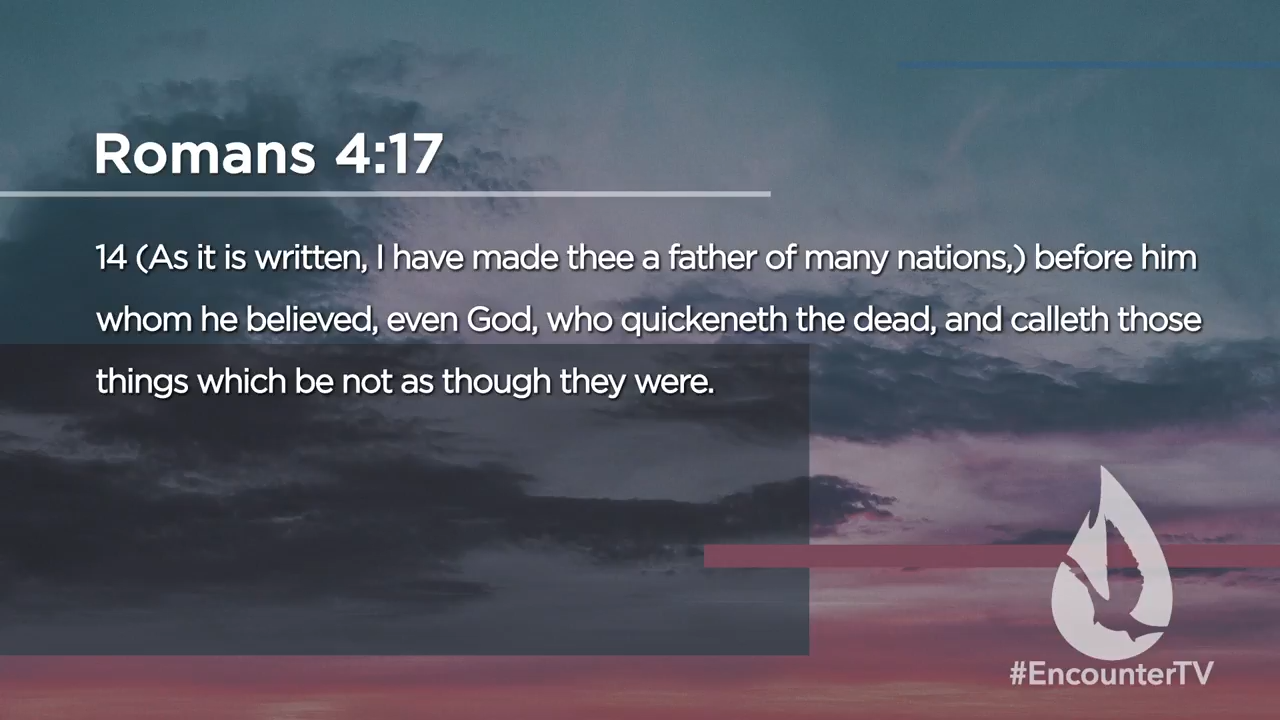 Romans 4:17
14 (As it is written, I have made thee a father of many nations,) before him
whom he believed, even God, who quickeneth the dead, and calleth those
things which be not as though they were.
#EncounterTV